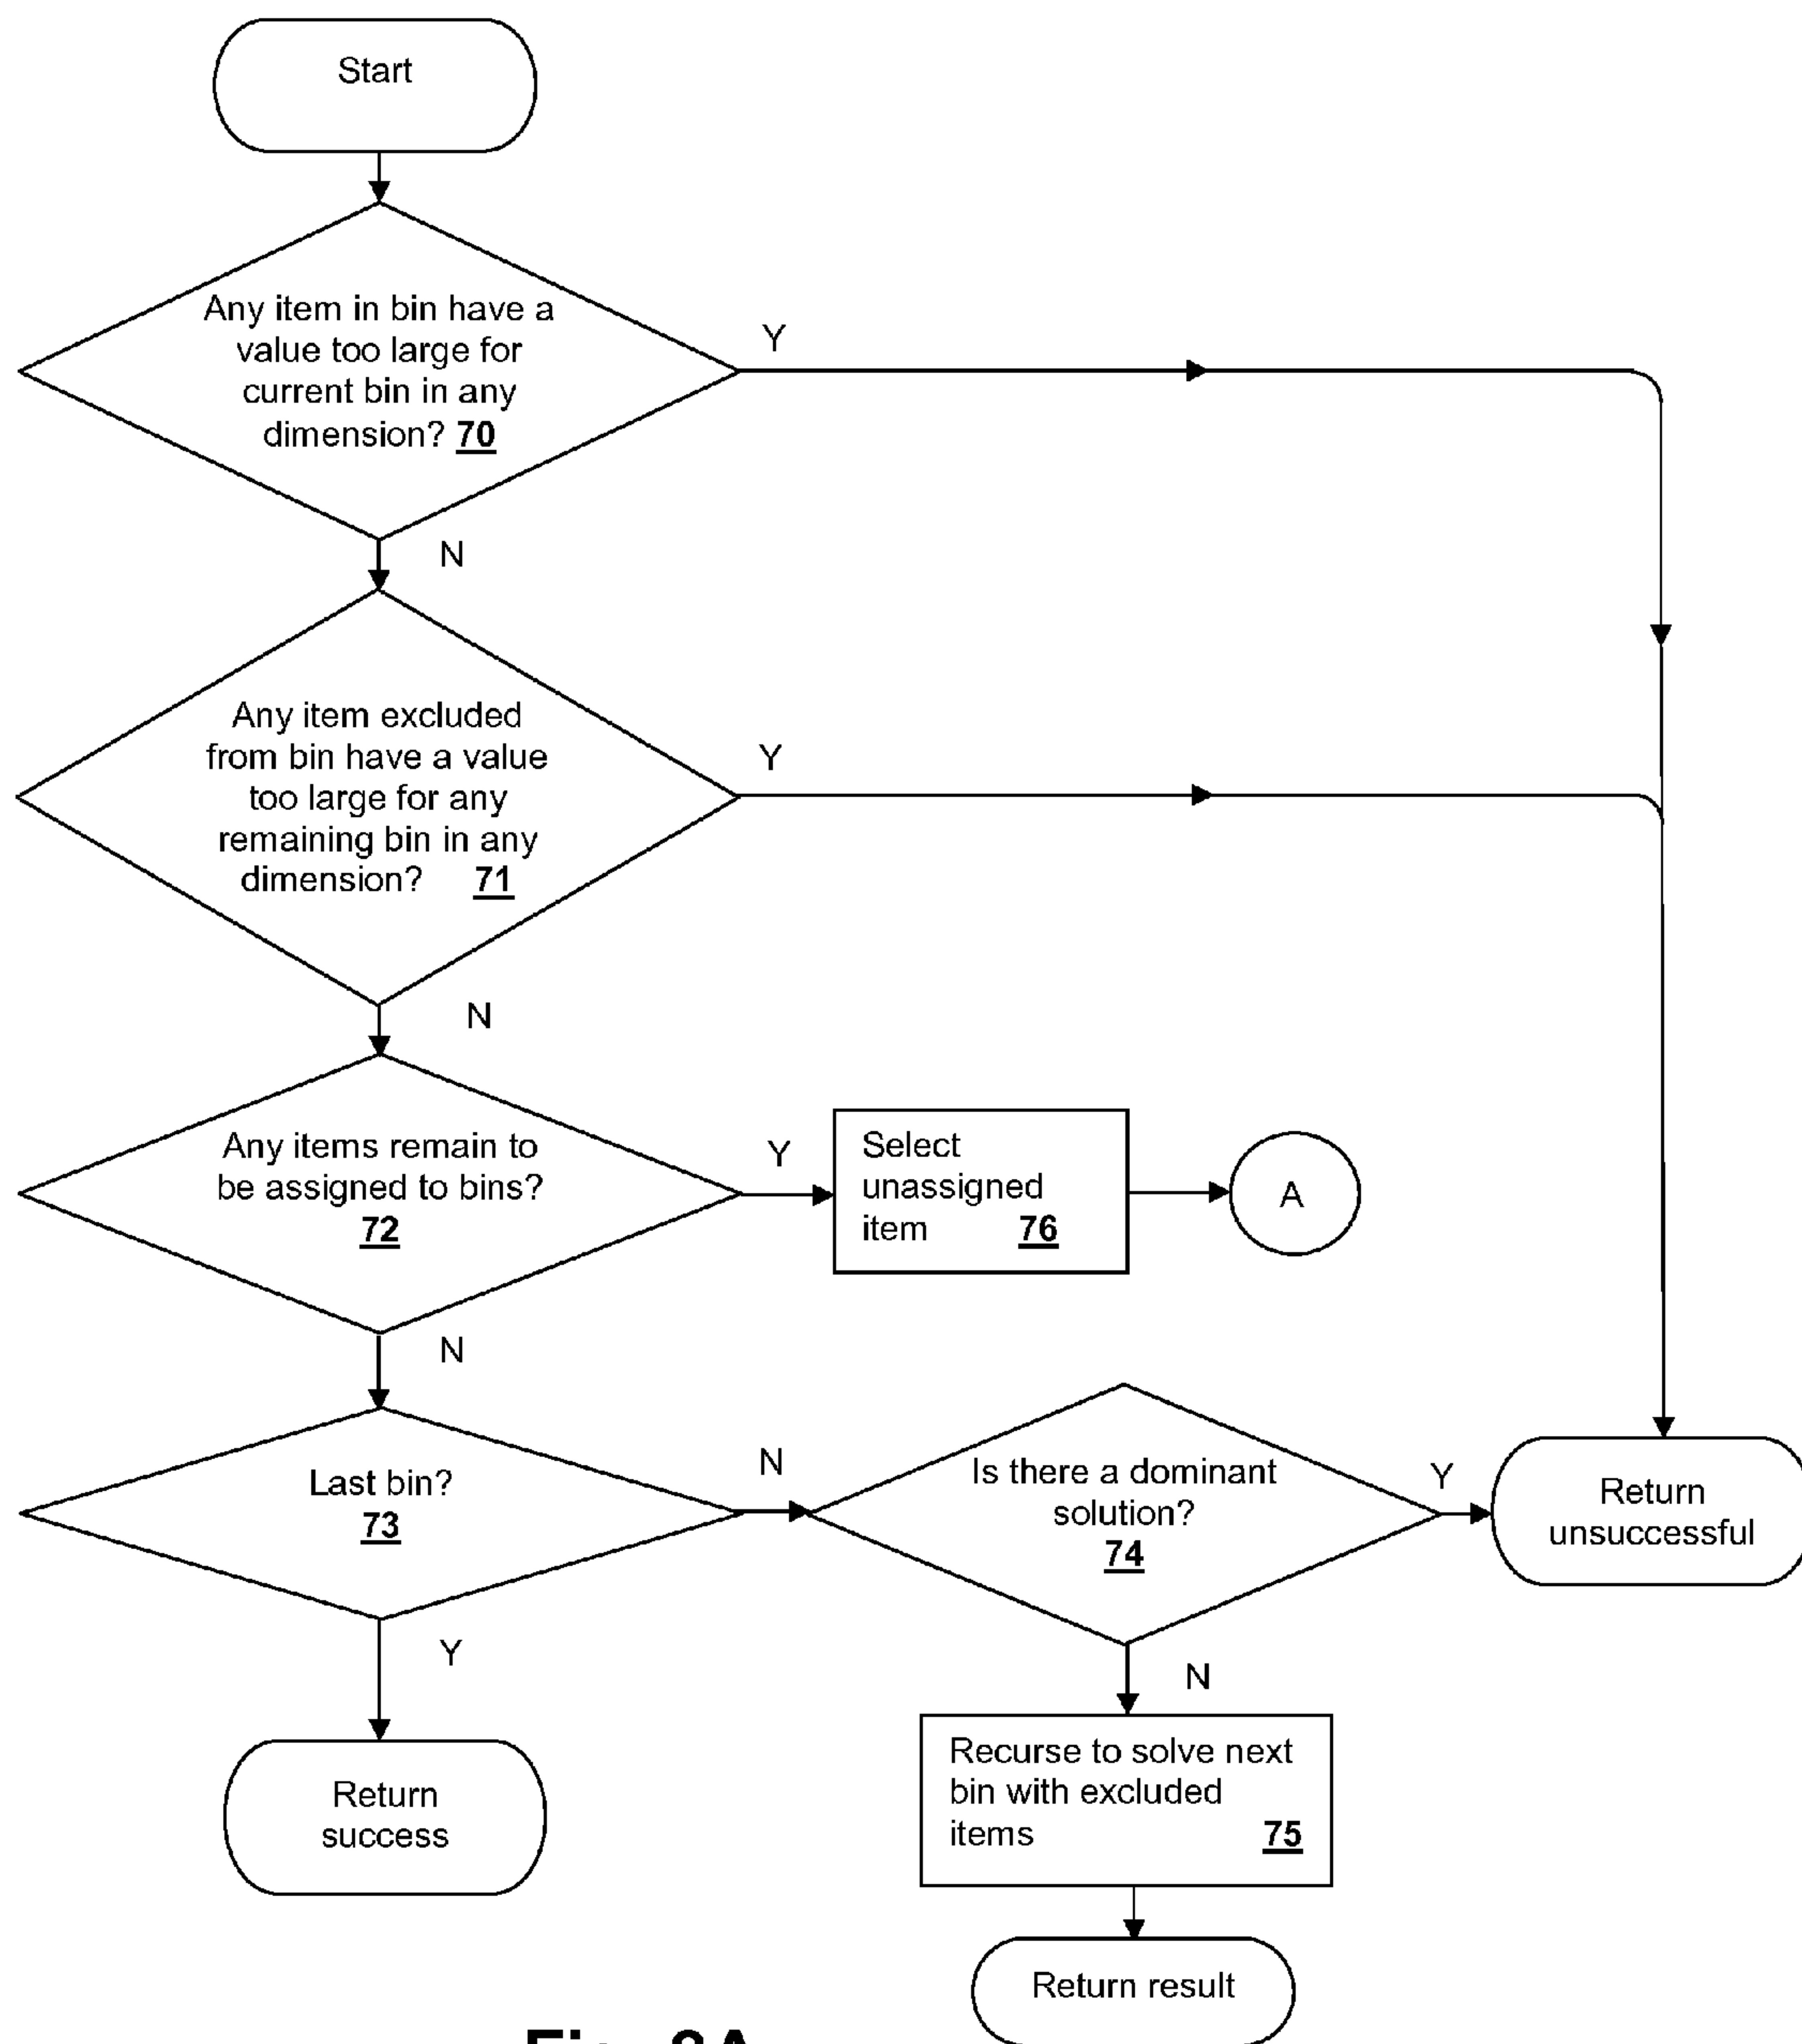 Start
Any item in bin have a
value too large for
current bin in any
dimension? 70
Y
N
Any item excluded
from bin have a value
too large for any
remaining bin in any
dimension? 71
Y
N
Any items remain to
be assigned to bins?
72
Y
Select
unassigned
item 76
A
N
Last bin?
73
N
Is there a dominant
solution?
74
Y
Return
unsuccessful
Y
N
Return
success
Recurse to solve next
bin with excluded
items 75
Return result